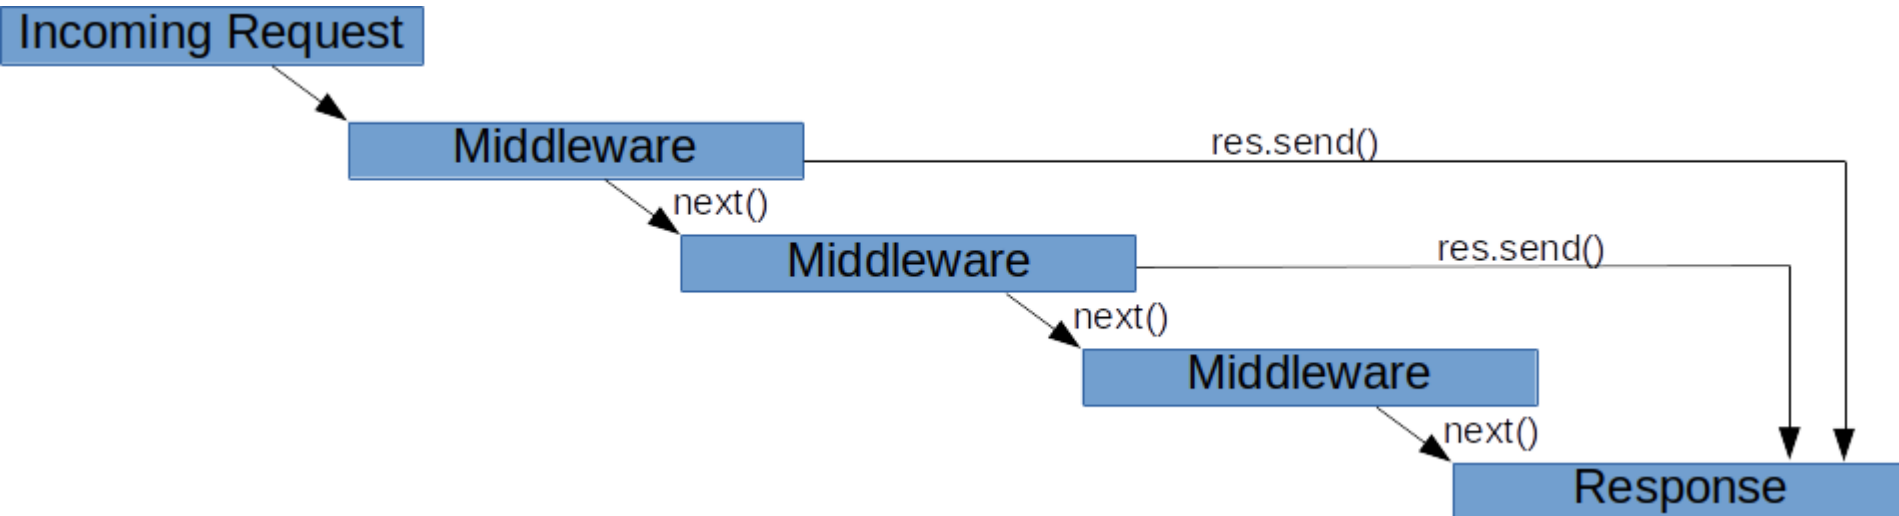 Incoming Request
Middleware
res.send()
next()
Middleware
res.send()
next()
Middleware
next()
Response